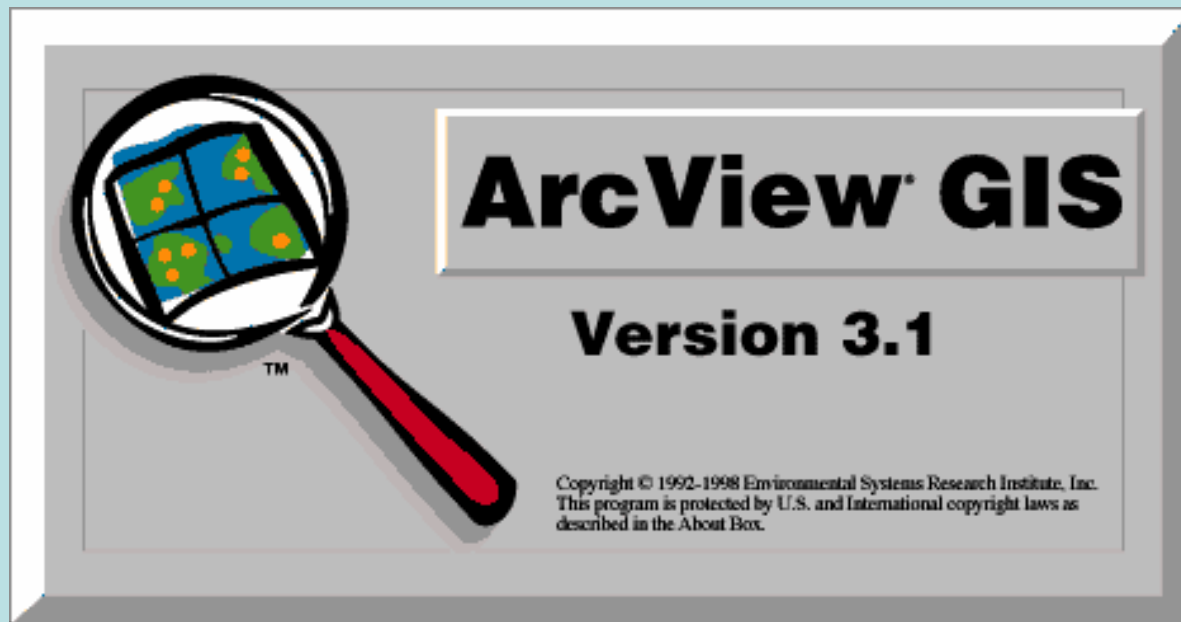 ArcView® GIS
Version 3.1
TM
Copyright © 1992-1998 Environmental Systems Research Institute, Inc.
This program is protected by U.S. and International copyright laws as
described in the About Box.